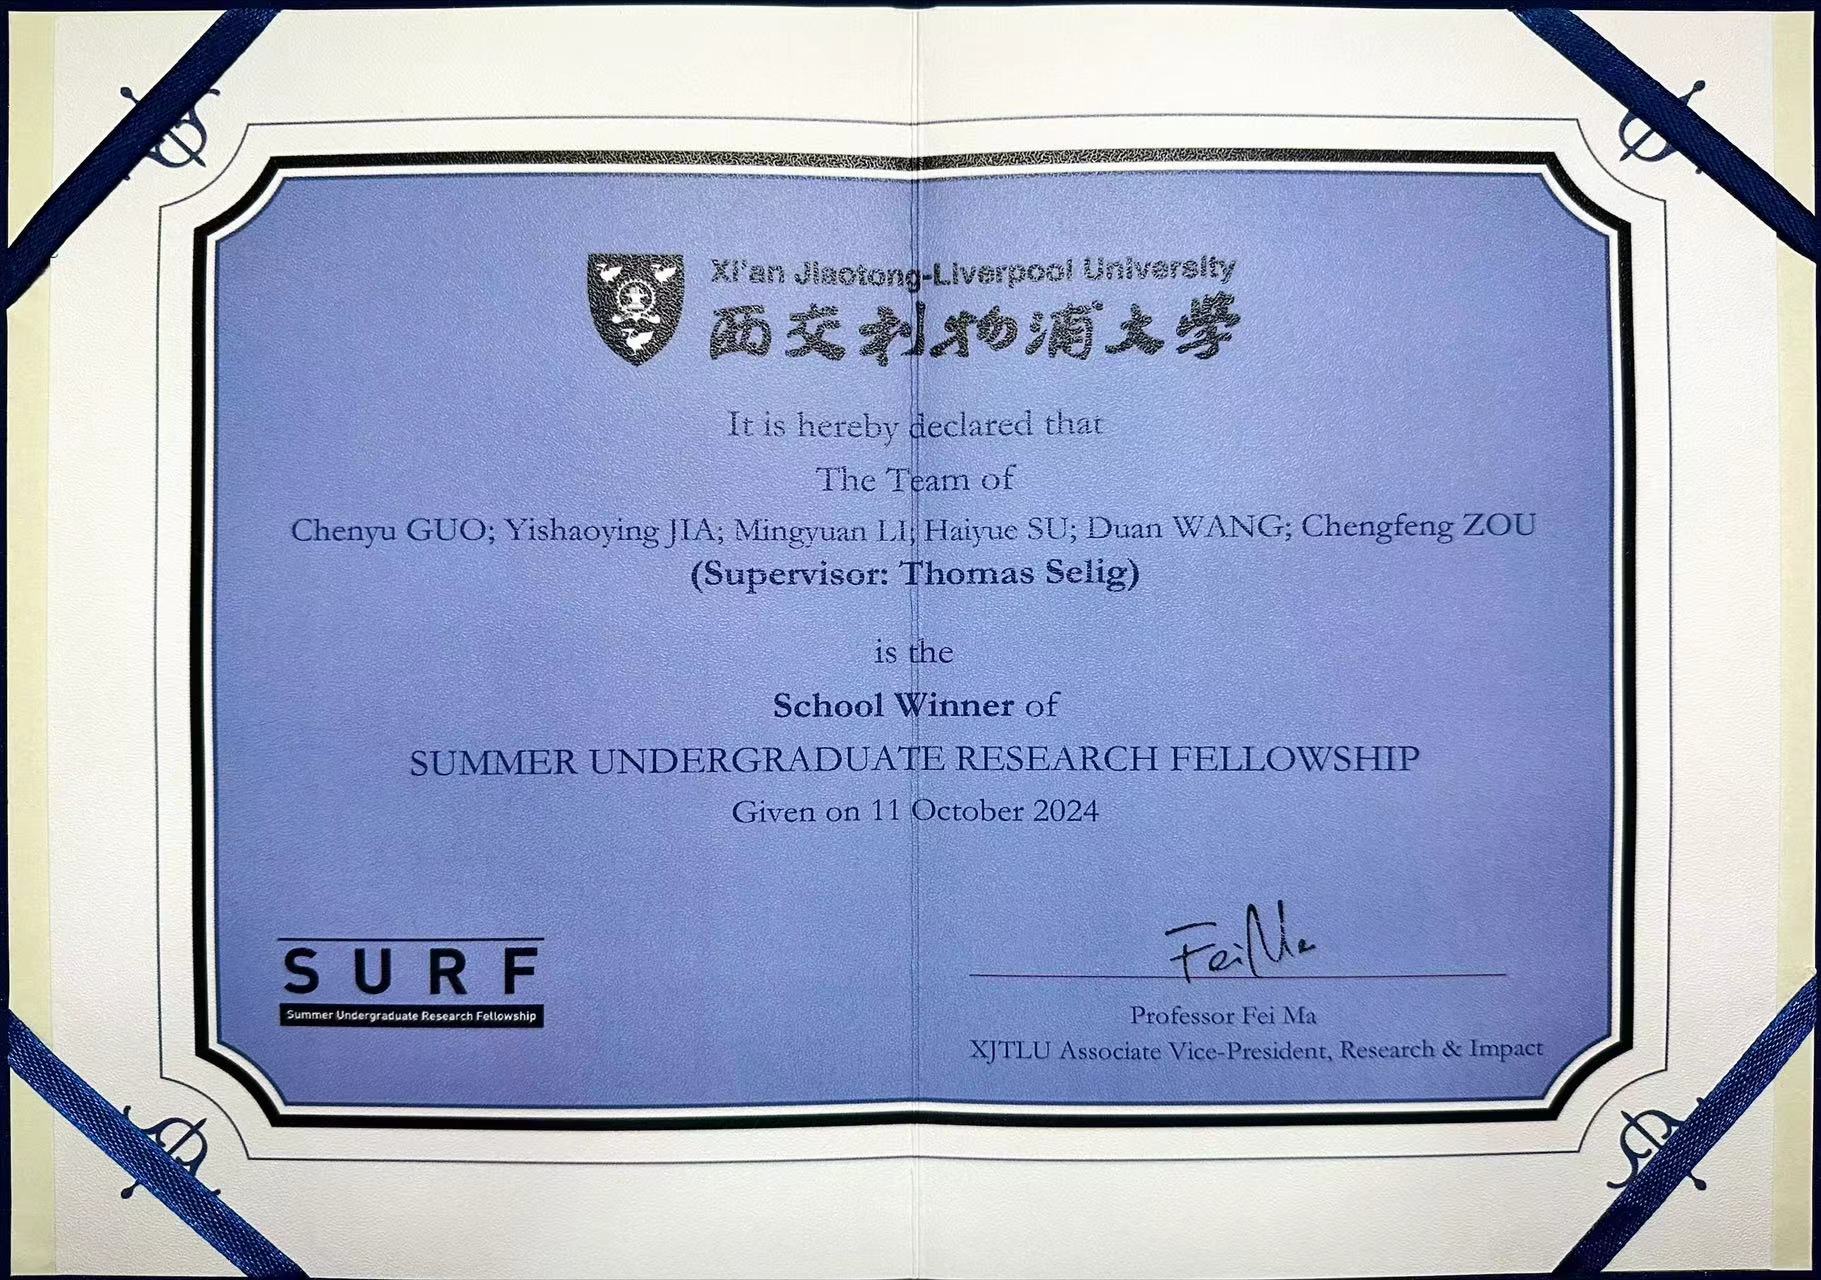 Xi'an Jiaotong-Liverpool University
西交利物浦大學
It is hereby declared that
The Team of
Chenyu GUO; Yishaoying JIA; Mingyuan LI; Haiyue SU; Duan WANG; Chengfeng ZOU
(Supervisor: Thomas Selig)
is the
School Winner of
SUMMER UNDERGRADUATE RESEARCH FELLOWSHIP
Given on 11 October 2024
SURF
Summer Undergraduate Research Fellowship
Fei Ma
Professor Fei Ma
XJTLU Associate Vice-President, Research & Impact